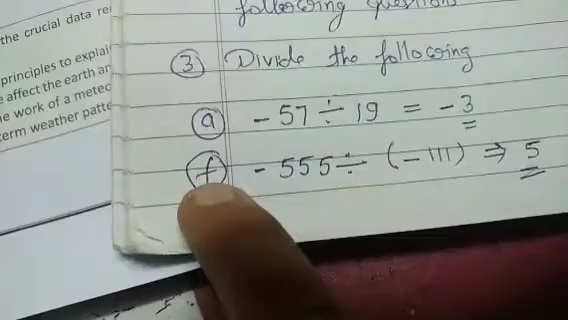 the crucial data re
principles to explai
affect the earth an
e work of a meteo
erm weather patte
following questions
③ Divide the following
ⓐ - 57 ÷ 19 = - 3
ⓕ - 555 ÷ (- 111) ⇒ 5